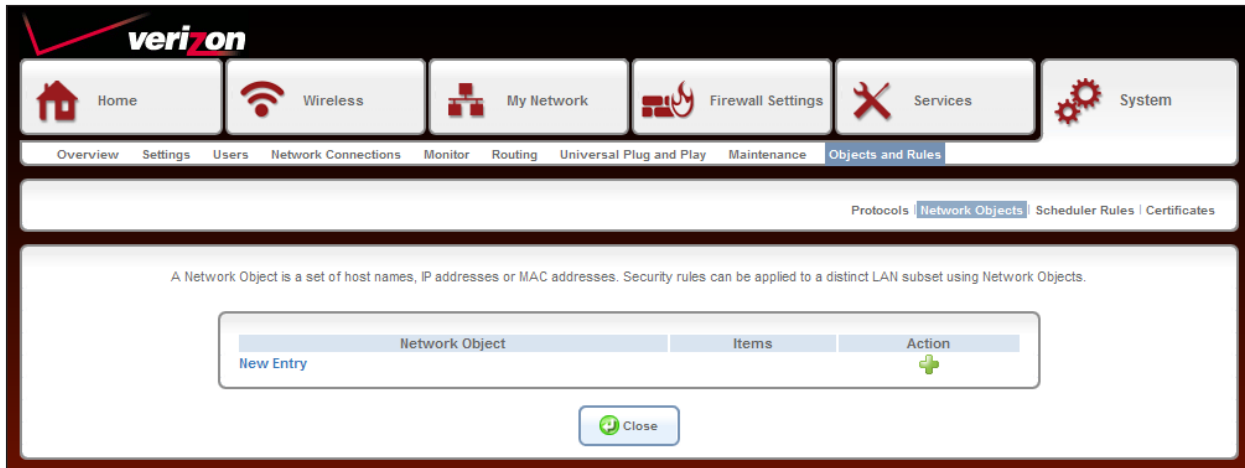 verizon
Home Wireless My Network Firewall Settings Services System
Overview Settings Users Network Connections Monitor Routing Universal Plug and Play Maintenance Objects and Rules
Protocols | Network Objects | Scheduler Rules | Certificates
A Network Object is a set of host names, IP addresses or MAC addresses. Security rules can be applied to a distinct LAN subset using Network Objects.
Network Object Items Action
New Entry
Close